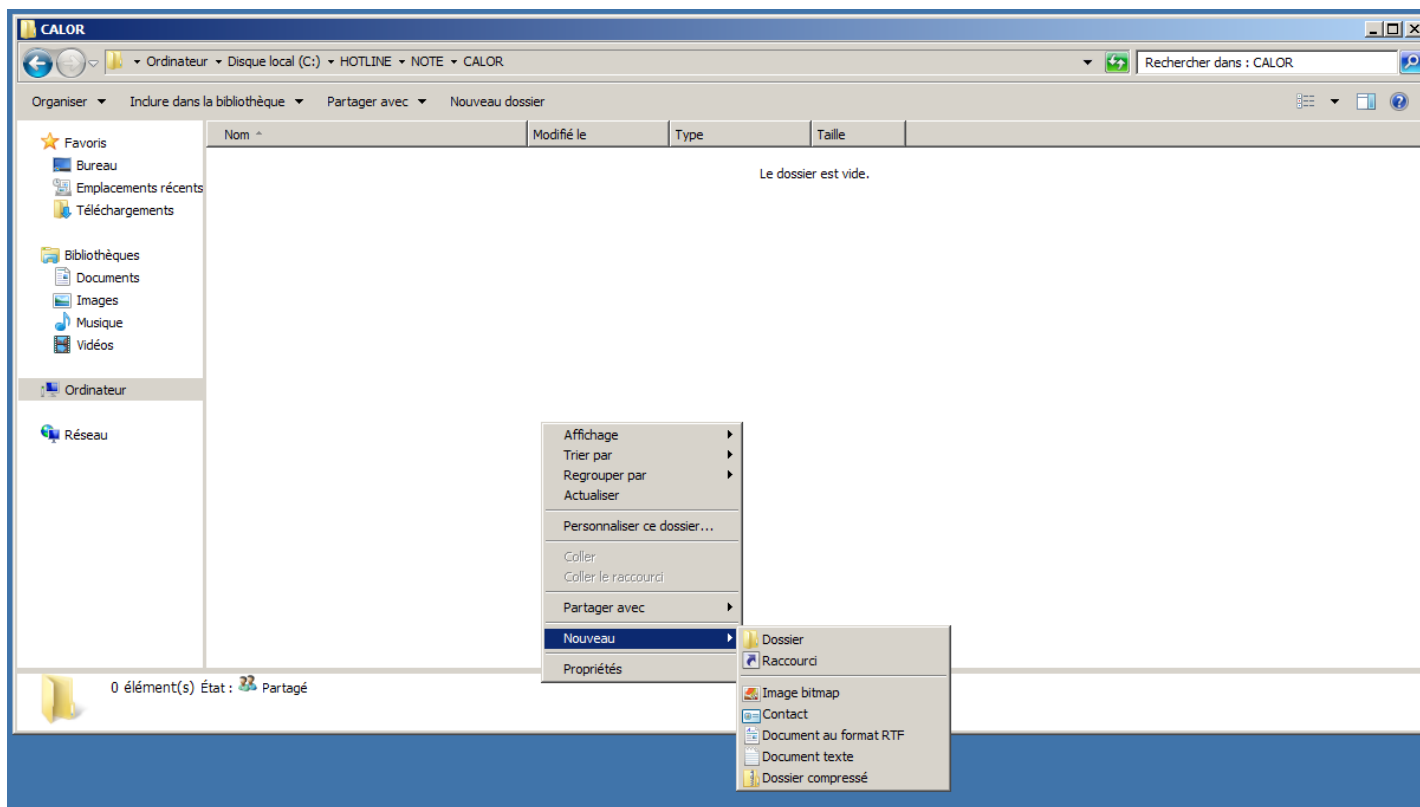 CALOR
Ordinateur Disque local (C:) HOTLINE NOTE CALOR
Rechercher dans : CALOR
Organiser Inclure dans la bibliothèque Partager avec Nouveau dossier
Nom Modifié le Type Taille
Le dossier est vide.
Favoris
Bureau
Emplacements récents
Téléchargements
Bibliothèques
Documents
Images
Musique
Vidéos
Ordinateur
Réseau
Affichage
Trier par
Regrouper par
Actualiser
Personnaliser ce dossier...
Coller
Coller le raccourci
Partager avec
Nouveau
Propriétés
Dossier
Raccourci
Image bitmap
Contact
Document au format RTF
Document texte
Dossier compressé
0 élément(s) État : Partagé